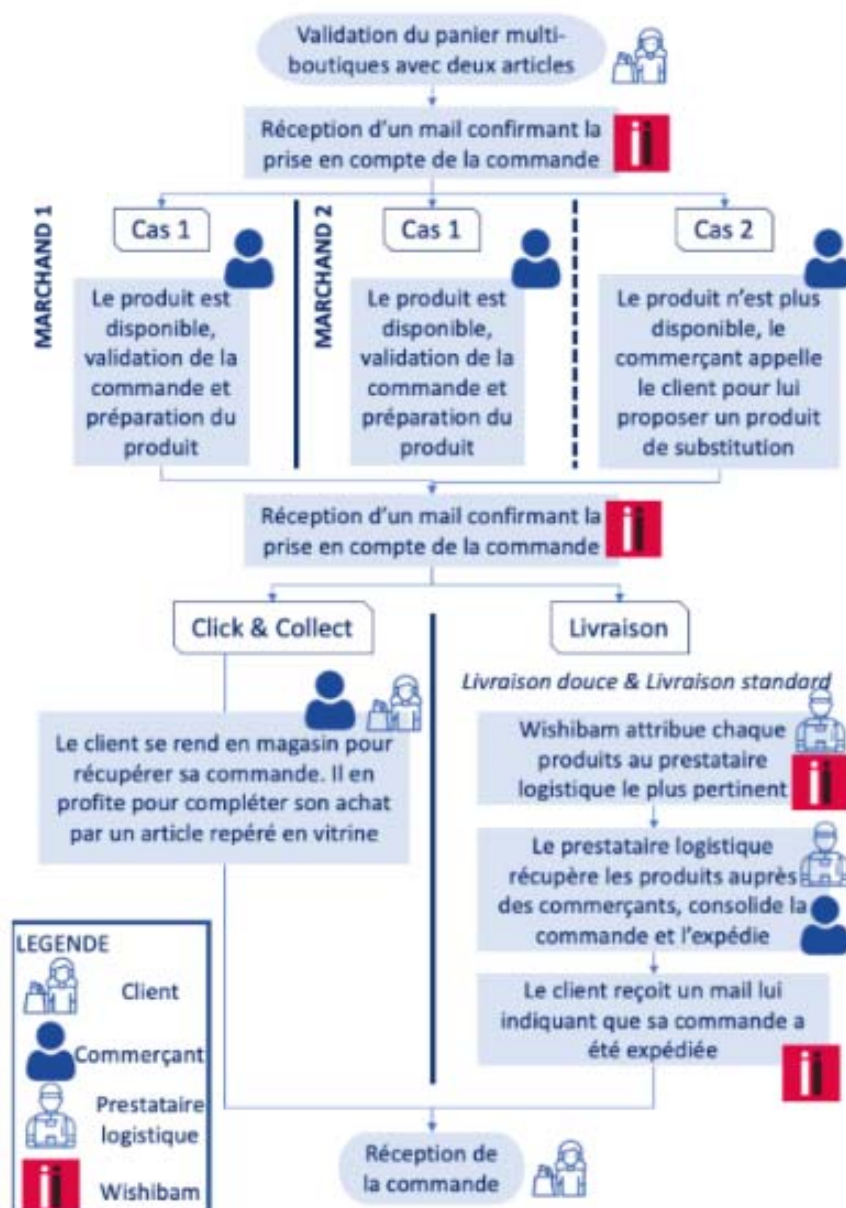 Validation du panier multi-
boutiques avec deux articles
Réception d'un mail confirmant la
prise en compte de la commande
MARCHAND 1
Cas 1
Le produit est
disponible,
validation de la
commande et
préparation du
produit
MARCHAND 2
Cas 1
Le produit est
disponible,
validation de la
commande et
préparation du
produit
Cas 2
Le produit n'est plus
disponible, le
commerçant appelle
le client pour lui
proposer un produit
de substitution
Réception d'un mail confirmant la
prise en compte de la commande
Click & Collect
Le client se rend en magasin pour
récupérer sa commande. Il en
profite pour compléter son achat
par un article repéré en vitrine
Livraison
Livraison douce & Livraison standard
Wishibam attribue chaque
produits au prestataire
logistique le plus pertinent
Le prestataire logistique
récupère les produits auprès
des commerçants, consolide la
commande et l'expédie
Le client reçoit un mail lui
indiquant que sa commande a
été expédiée
LEGENDE
Client
Commerçant
Prestataire
logistique
Wishibam
Réception de
la commande